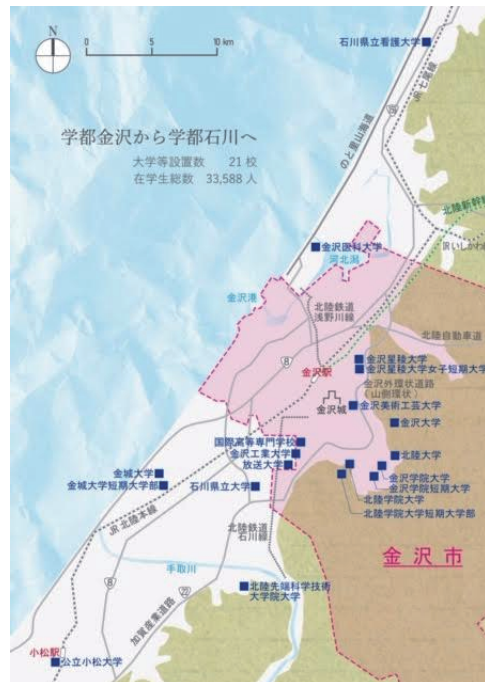 N
0
5
10 km
石川県立看護大学
JR 七尾線
のと里山海道
学都金沢から学都石川へ
大学等設置数 21 校
在学生総数 33,588 人
北陸新幹線
金沢医科大学
河北潟
金沢港
北陸鉄道
浅野川線
北陸自動車道
8
金沢星稜大学
金沢星稜大学女子短期大学
金沢駅
金沢外環状道路
(山側環状)
金沢城
金沢美術工芸大学
金沢大学
国際高等専門学校
金沢工業大学
放送大学
北陸大学
金沢学院大学
金沢学院短期大学
北陸学院大学
北陸学院大学短期大学部
金城大学
金城大学短期大学部
石川県立大学
JR 北陸本線
北陸鉄道
石川線
金沢市
手取川
8
北陸先端科学技術
大学院大学
加賀産業道路
小松駅
公立小松大学